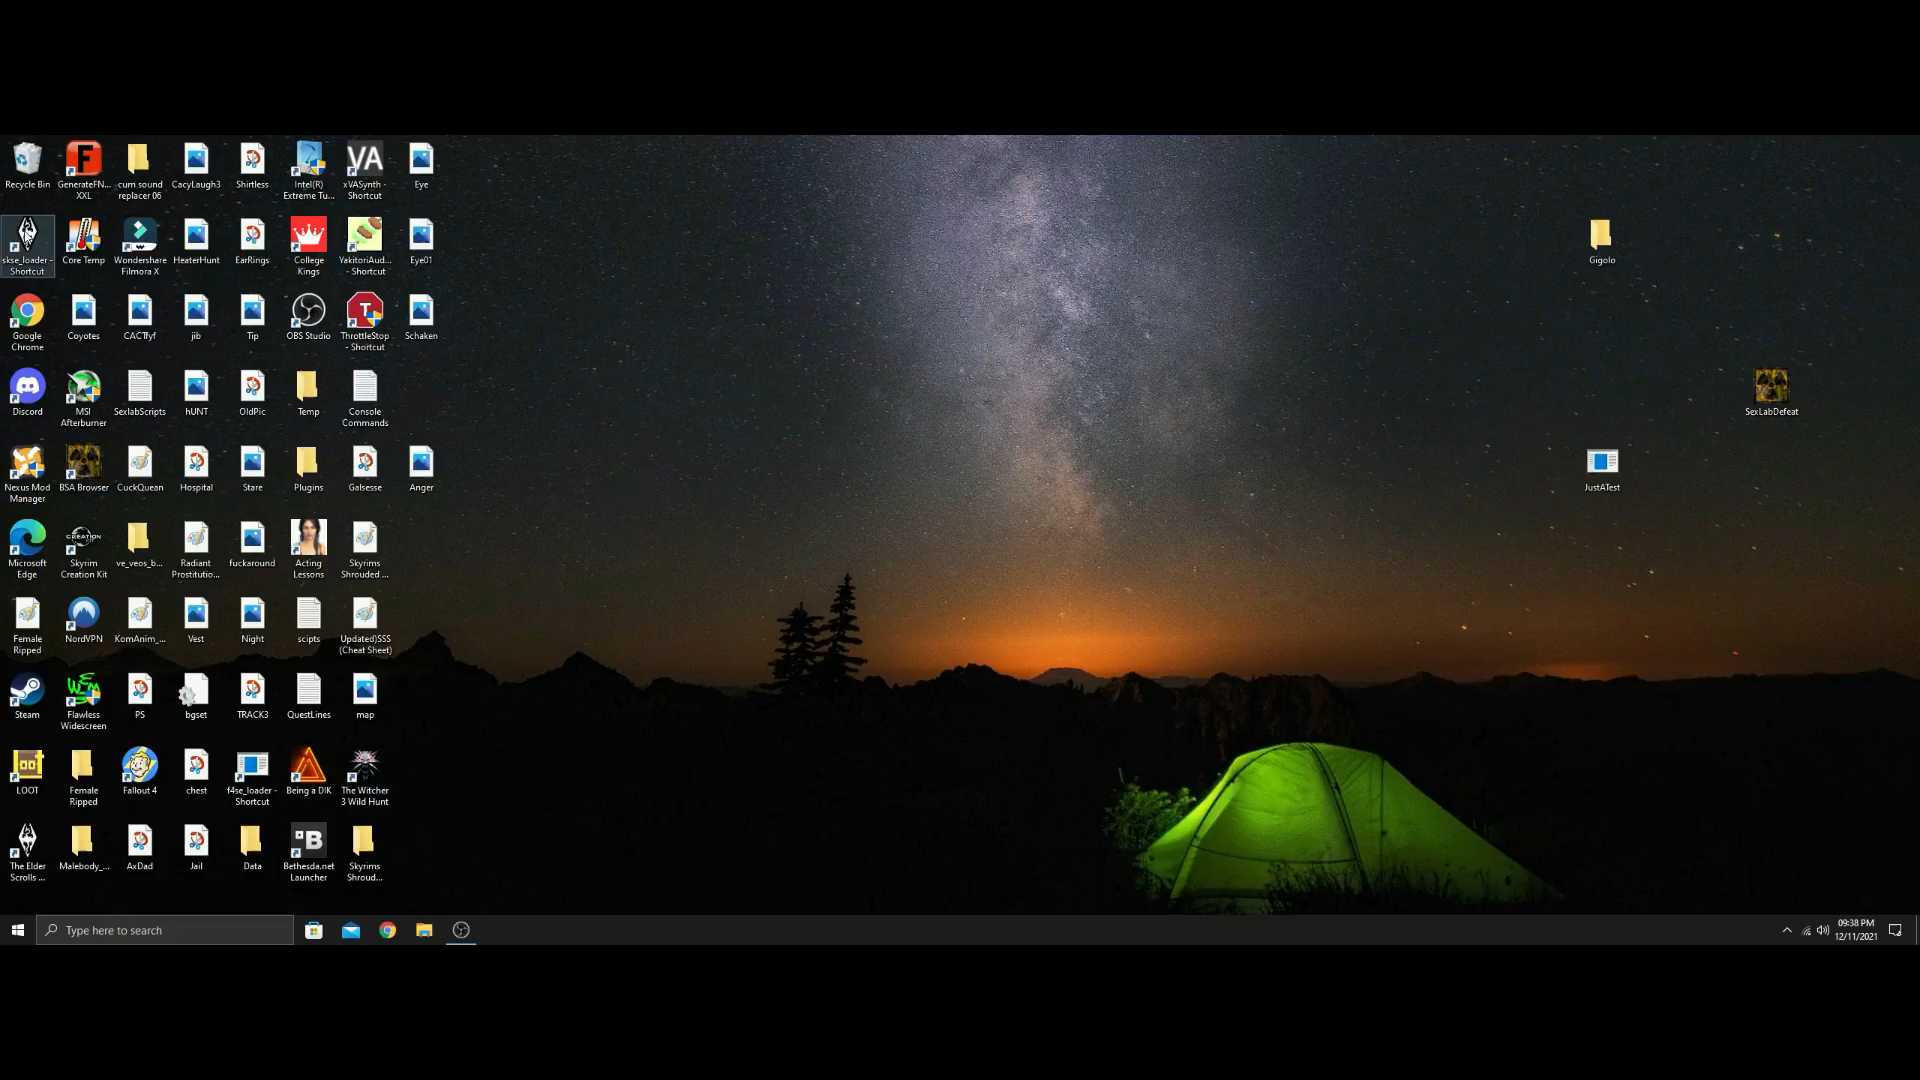 Recycle Bin
GenerateFN...
XXL
cum sound
replacer 06
CacyLaugh3
Shirtless
Intel(R)
Extreme Tu...
xVASynth -
Shortcut
Eye
skse_loader -
Shortcut
Core Temp
Wondershare
Filmora X
HeaterHunt
EarRings
College
Kings
YakitoriAud...
- Shortcut
Eye01
Google
Chrome
Coyotes
CACTfyf
jib
Tip
OBS Studio
ThrottleStop
- Shortcut
Schaken
Discord
MSI
Afterburner
SexlabScripts
hUNT
OldPic
Temp
Console
Commands
Nexus Mod
Manager
BSA Browser
CuckQuean
Hospital
Stare
Plugins
Galsesse
Anger
Microsoft
Edge
CREATION
KIT
Skyrim
Creation Kit
ve_veos_b...
Radiant
Prostitutio...
fuckaround
Acting
Lessons
Skyrims
Shrouded ...
Female
Ripped
NordVPN
KomAnim_...
Vest
Night
scipts
Updated)SSS
(Cheat Sheet)
Steam
Flawless
Widescreen
PS
bgset
TRACK3
QuestLines
map
LOOT
Female
Ripped
Fallout 4
chest
f4se_loader -
Shortcut
Being a DIK
The Witcher
3 Wild Hunt
The Elder
Scrolls ...
Malebody_...
AxDad
Jail
Data
Bethesda.net
Launcher
Skyrims
Shroud...
Gigolo
SexLabDefeat
JustATest
Type here to search
09:38 PM
12/11/2021